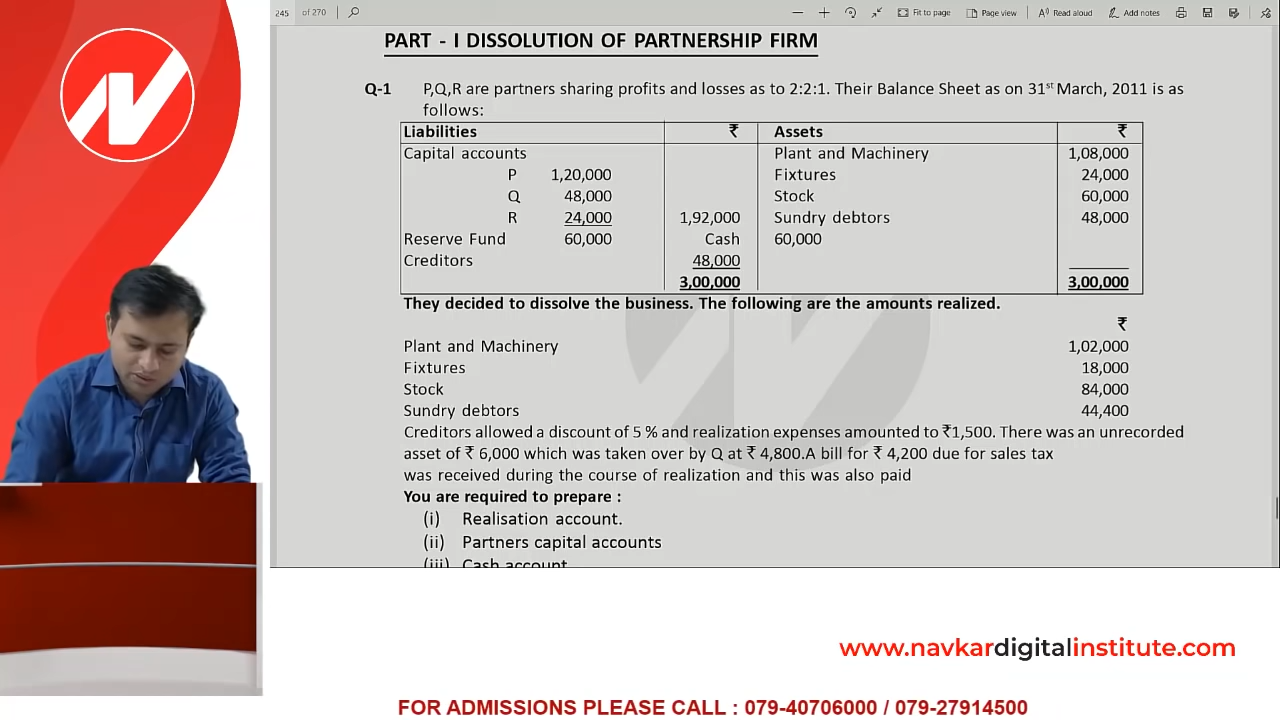 245 of 270 Fit to page Page view Read aloud Add notes
PART - I DISSOLUTION OF PARTNERSHIP FIRM
Q-1 P,Q,R are partners sharing profits and losses as to 2:2:1. Their Balance Sheet as on 31st March, 2011 is as
follows:
Liabilities ₹ Assets ₹
Capital accounts Plant and Machinery 1,08,000
P 1,20,000 Fixtures 24,000
Q 48,000 Stock 60,000
R 24,000 1,92,000 Sundry debtors 48,000
Reserve Fund 60,000 Cash 60,000
Creditors 48,000
3,00,000 3,00,000
They decided to dissolve the business. The following are the amounts realized.
₹
Plant and Machinery 1,02,000
Fixtures 18,000
Stock 84,000
Sundry debtors 44,400
Creditors allowed a discount of 5 % and realization expenses amounted to ₹1,500. There was an unrecorded
asset of ₹ 6,000 which was taken over by Q at ₹ 4,800.A bill for ₹ 4,200 due for sales tax
was received during the course of realization and this was also paid
You are required to prepare :
(i) Realisation account.
(ii) Partners capital accounts
(iii) Cash account
www.navkardigitalinstitute.com
FOR ADMISSIONS PLEASE CALL : 079-40706000 / 079-27914500